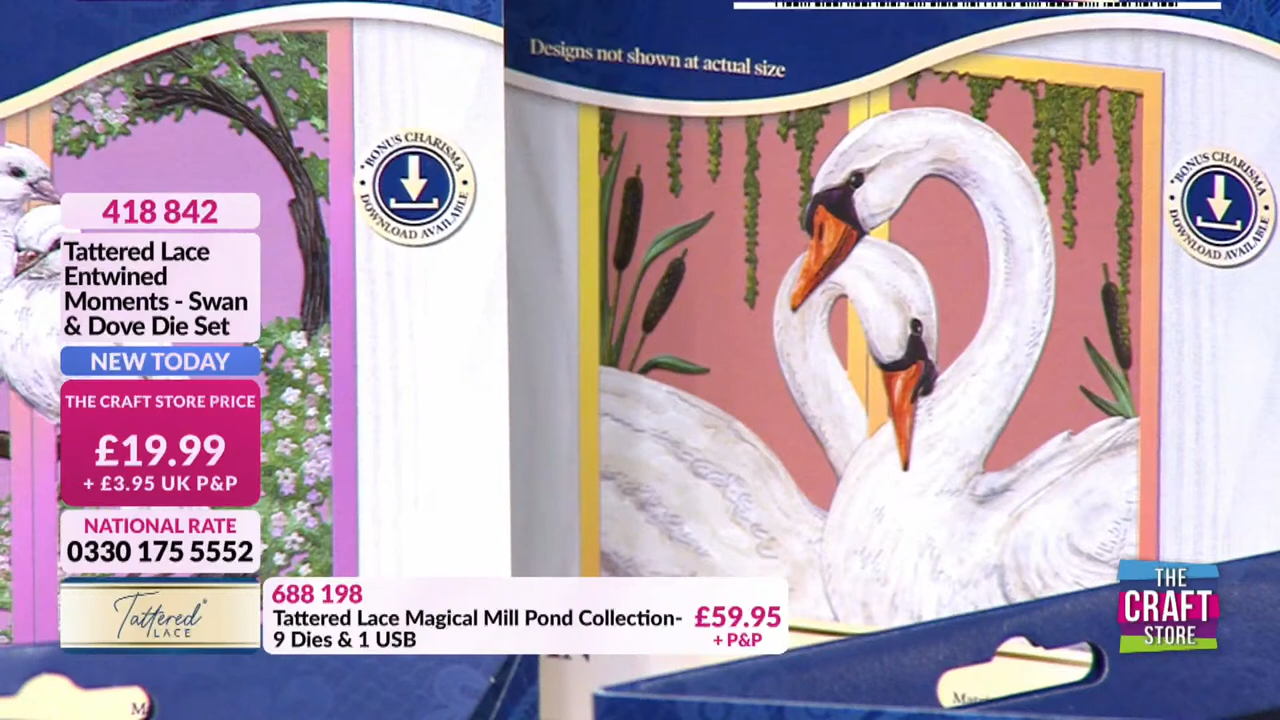 Designs not shown at actual size
BONUS CHARISMA
DOWNLOAD AVAILABLE
BONUS CHARISMA
DOWNLOAD AVAILABLE
418 842
Tattered Lace
Entwined
Moments - Swan
& Dove Die Set
NEW TODAY
THE CRAFT STORE PRICE
£19.99
+ £3.95 UK P&P
NATIONAL RATE
0330 175 5552
Tattered
LACE
688 198
Tattered Lace Magical Mill Pond Collection-
9 Dies & 1 USB
£59.95
+ P&P
THE
CRAFT
STORE